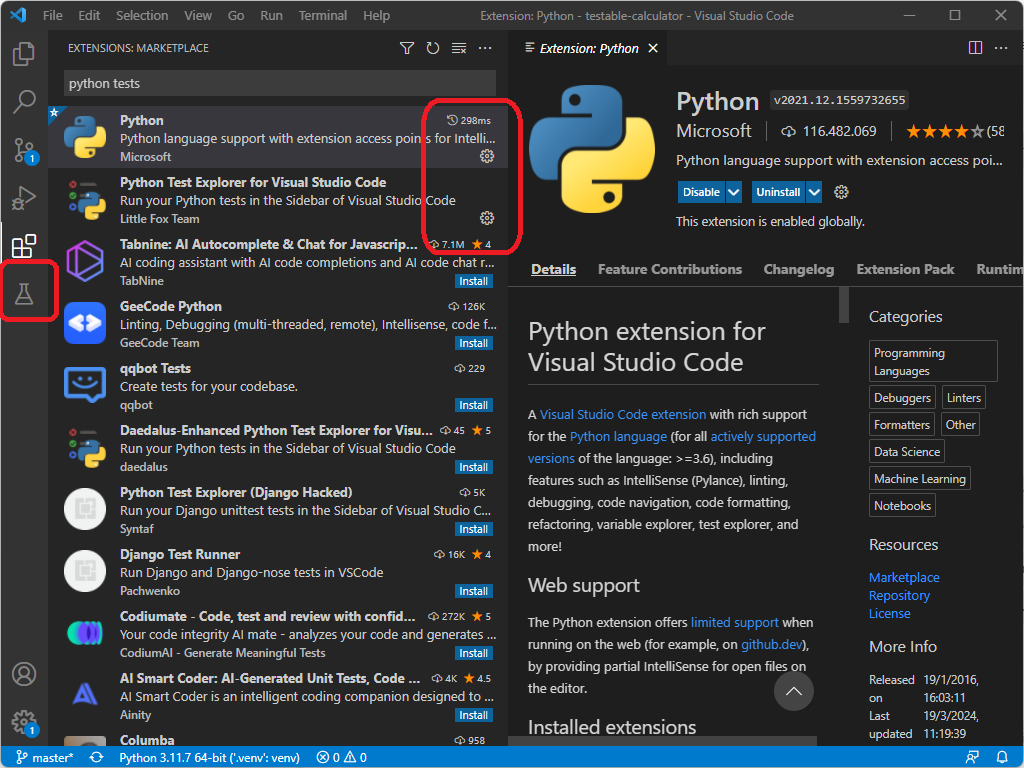 File Edit Selection View Go Run Terminal Help Extension: Python - testable-calculator - Visual Studio Code
EXTENSIONS: MARKETPLACE
python tests
Python 298ms
Python language support with extension access points for Intelli...
Microsoft
Python Test Explorer for Visual Studio Code
Run your Python tests in the Sidebar of Visual Studio Code
Little Fox Team
Tabnine: AI Autocomplete & Chat for Javascrip... 7.1M ★ 4
AI coding assistant with AI code completions and AI code chat r...
TabNine Install
GeeCode Python 126K
Linting, Debugging (multi-threaded, remote), Intellisense, code f...
GeeCode Team Install
qqbot Tests 229
Create tests for your codebase.
qqbot Install
Daedalus-Enhanced Python Test Explorer for Visu... 45 ★ 5
Run your Python tests in the Sidebar of Visual Studio Code
daedalus Install
Python Test Explorer (Django Hacked) 5K
Run your Django unittest tests in the Sidebar of Visual Studio C...
Syntaf Install
Django Test Runner 16K ★ 4
Run Django and Django-nose tests in VSCode
Pachwenko Install
Codiumate - Code, test and review with confid... 272K ★ 5
Your code integrity AI mate - analyzes your code and generates ...
CodiumAI - Generate Meaningful Tests Install
AI Smart Coder: AI-Generated Unit Tests, Code ... 4K ★ 4.5
AI Smart Coder is an intelligent coding companion designed to ...
Ainity Install
Columba 958
1
1
Extension: Python
Python v2021.12.1559732655
Microsoft 116.482.069 ★★★★☆(58
Python language support with extension access poi...
Disable Uninstall
This extension is enabled globally.
Details Feature Contributions Changelog Extension Pack Runtim
Python extension for
Visual Studio Code
A Visual Studio Code extension with rich support
for the Python language (for all actively supported
versions of the language: >=3.6), including
features such as IntelliSense (Pylance), linting,
debugging, code navigation, code formatting,
refactoring, variable explorer, test explorer, and
more!
Web support
The Python extension offers limited support when
running on the web (for example, on github.dev),
by providing partial IntelliSense for open files on
the editor.
Installed extensions
Categories
Programming
Languages
Debuggers Linters
Formatters Other
Data Science
Machine Learning
Notebooks
Resources
Marketplace
Repository
License
More Info
Released 19/1/2016,
on 16:03:11
Last 19/3/2024,
updated 11:19:39
master* Python 3.11.7 64-bit ('.venv': venv) 0 0